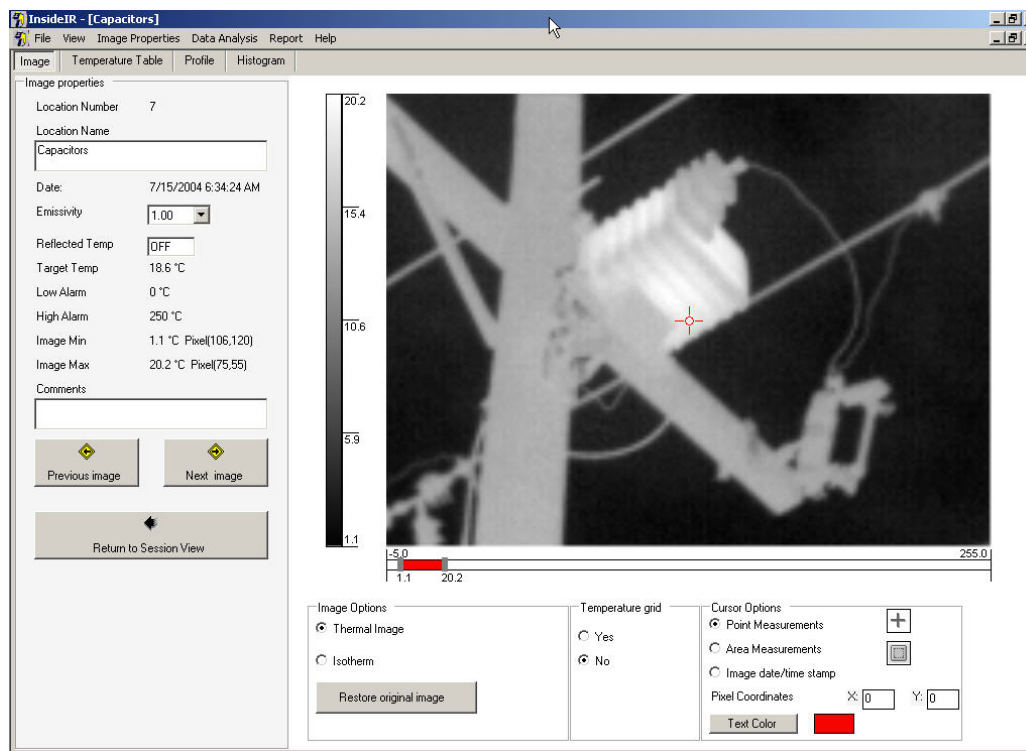 InsideIR - [Capacitors]
File View Image Properties Data Analysis Report Help
Image Temperature Table Profile Histogram
Image properties
Location Number 7
Location Name
Capacitors
Date: 7/15/2004 6:34:24 AM
Emissivity 1.00
Reflected Temp OFF
Target Temp 18.6 °C
Low Alarm 0 °C
High Alarm 250 °C
Image Min 1.1 °C Pixel(106,120)
Image Max 20.2 °C Pixel(75,55)
Comments
Previous image Next image
Return to Session View
20.2
15.4
10.6
5.9
1.1
-5.0 255.0
1.1 20.2
Image Options
Thermal Image
Isotherm
Restore original image
Temperature grid
Yes
No
Cursor Options
Point Measurements
Area Measurements
Image date/time stamp
Pixel Coordinates X: 0 Y: 0
Text Color